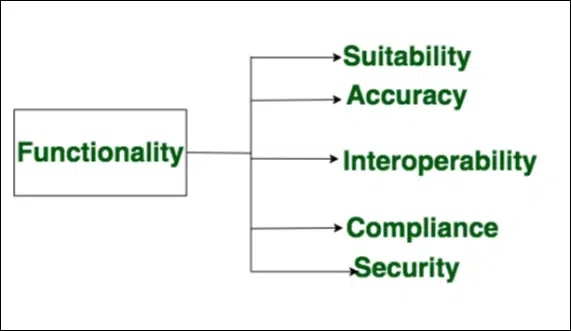 Functionality
Suitability
Accuracy
Interoperability
Compliance
Security